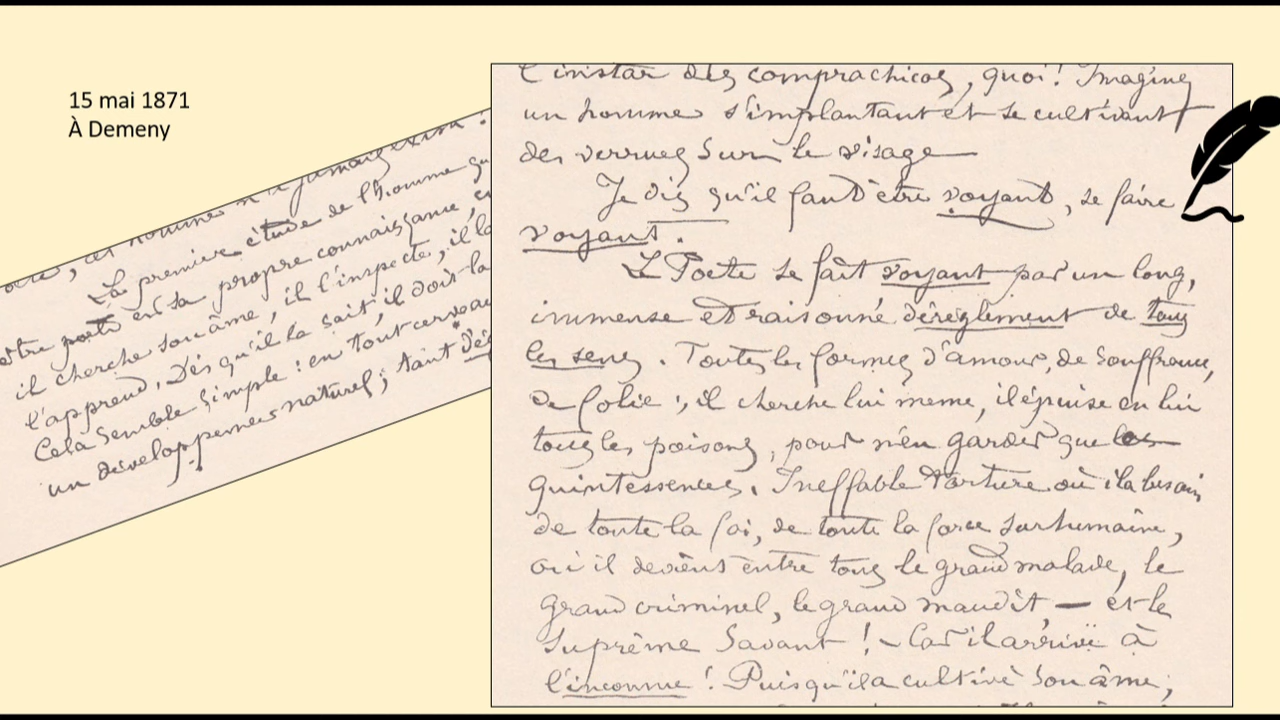 15 mai 1871
À Demeny
homme n'a jamais existé !
La première étude de l'homme qu
être poète est sa propre connaissance, en
il cherche son âme, il l'inspecte, il la
l'apprend. Dès qu'il la sait, il doit la
Cela semble simple : en tout cerveau
un développement naturel ; tant d'é
l'instar des comprachicos, quoi ! Imaginez
un homme s'implantant et se cultivant
des verrues sur le visage
Je dis qu'il faut être voyant, se faire
voyant.
Le Poète se fait voyant par un long,
immense et raisonné dérèglement de tous
les sens. Toutes les formes d'amour, de souffrance,
de folie ; il cherche lui même, il épuise en lui
tous les poisons, pour n'en garder que les
quintessences. Ineffable torture où il a besoin
de toute la foi, de toute la force surhumaine,
où il devient entre tous le grand malade, le
grand criminel, le grand maudit — et le
suprême Savant ! — Car il arrive à
l'inconnu ! Puisqu'il a cultivé son âme,